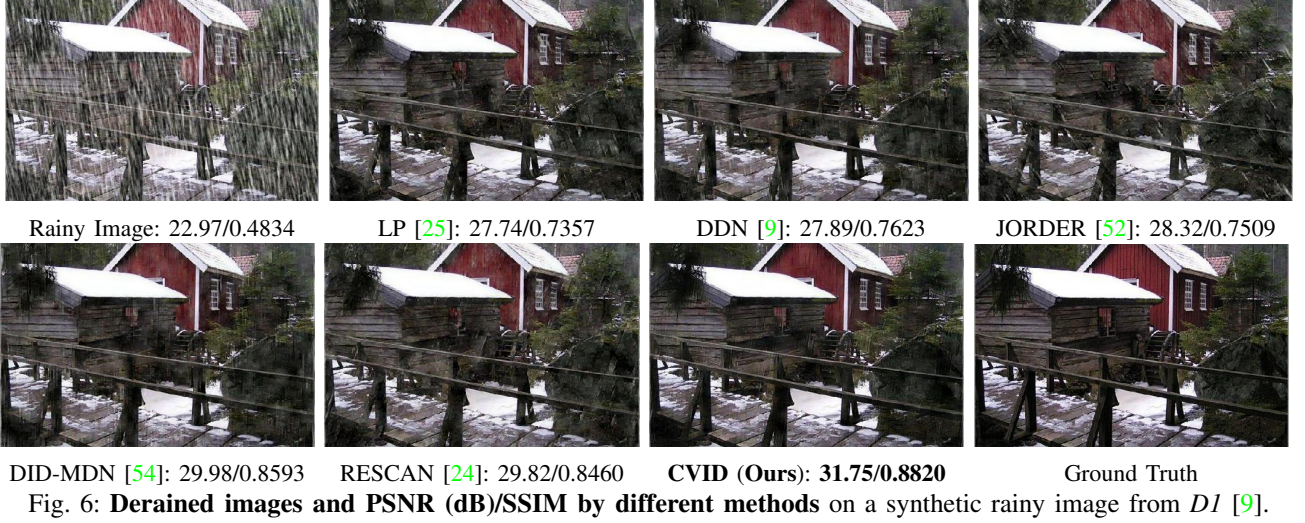 Rainy Image: 22.97/0.4834
LP [25]: 27.74/0.7357
DDN [9]: 27.89/0.7623
JORDER [52]: 28.32/0.7509
DID-MDN [54]: 29.98/0.8593
RESCAN [24]: 29.82/0.8460
CVID (Ours): 31.75/0.8820
Ground Truth
Fig. 6: Derained images and PSNR (dB)/SSIM by different methods on a synthetic rainy image from D1 [9].